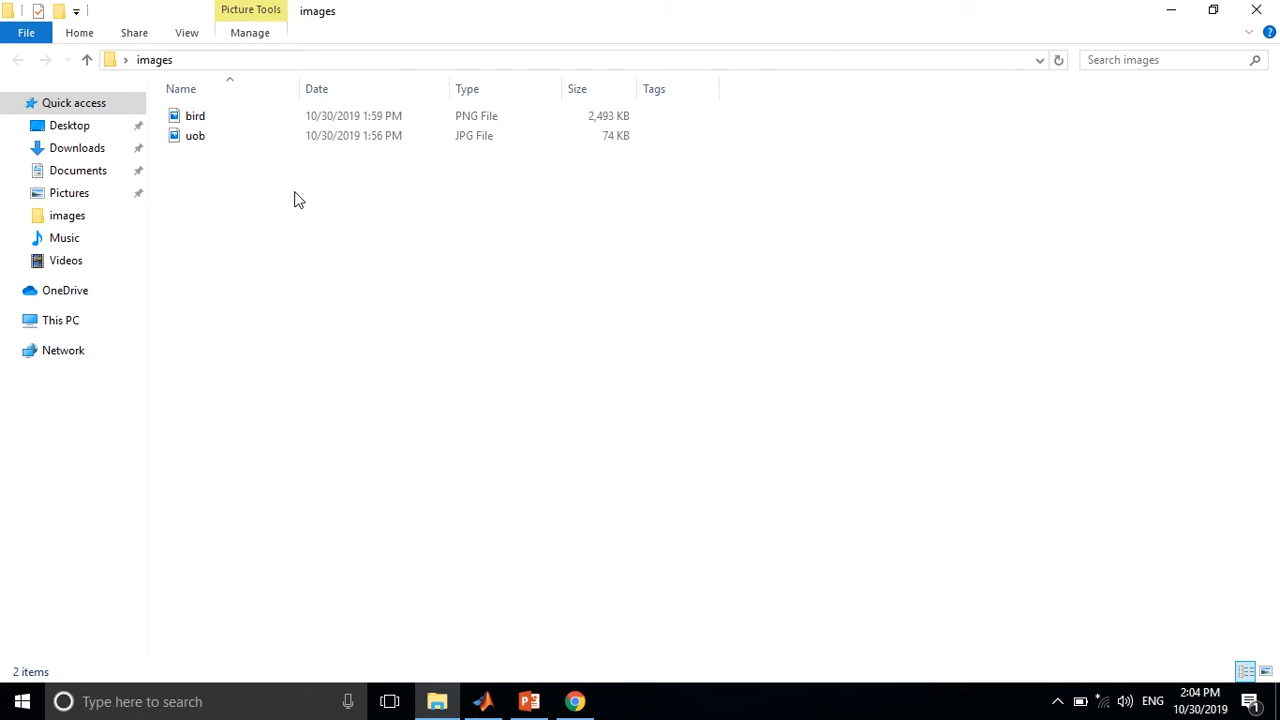 Picture Tools images
File Home Share View Manage
images Search images
Name Date Type Size Tags
bird 10/30/2019 1:59 PM PNG File 2,493 KB
uob 10/30/2019 1:56 PM JPG File 74 KB
Quick access
Desktop
Downloads
Documents
Pictures
images
Music
Videos
OneDrive
This PC
Network
2 items
Type here to search ENG 2:04 PM
10/30/2019 1